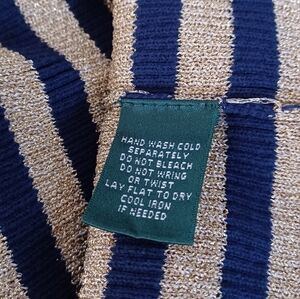 HAND WASH COLD
SEPARATELY
DO NOT BLEACH
DO NOT WRING
OR TWIST
LAY FLAT TO DRY
COOL IRON
IF NEEDED